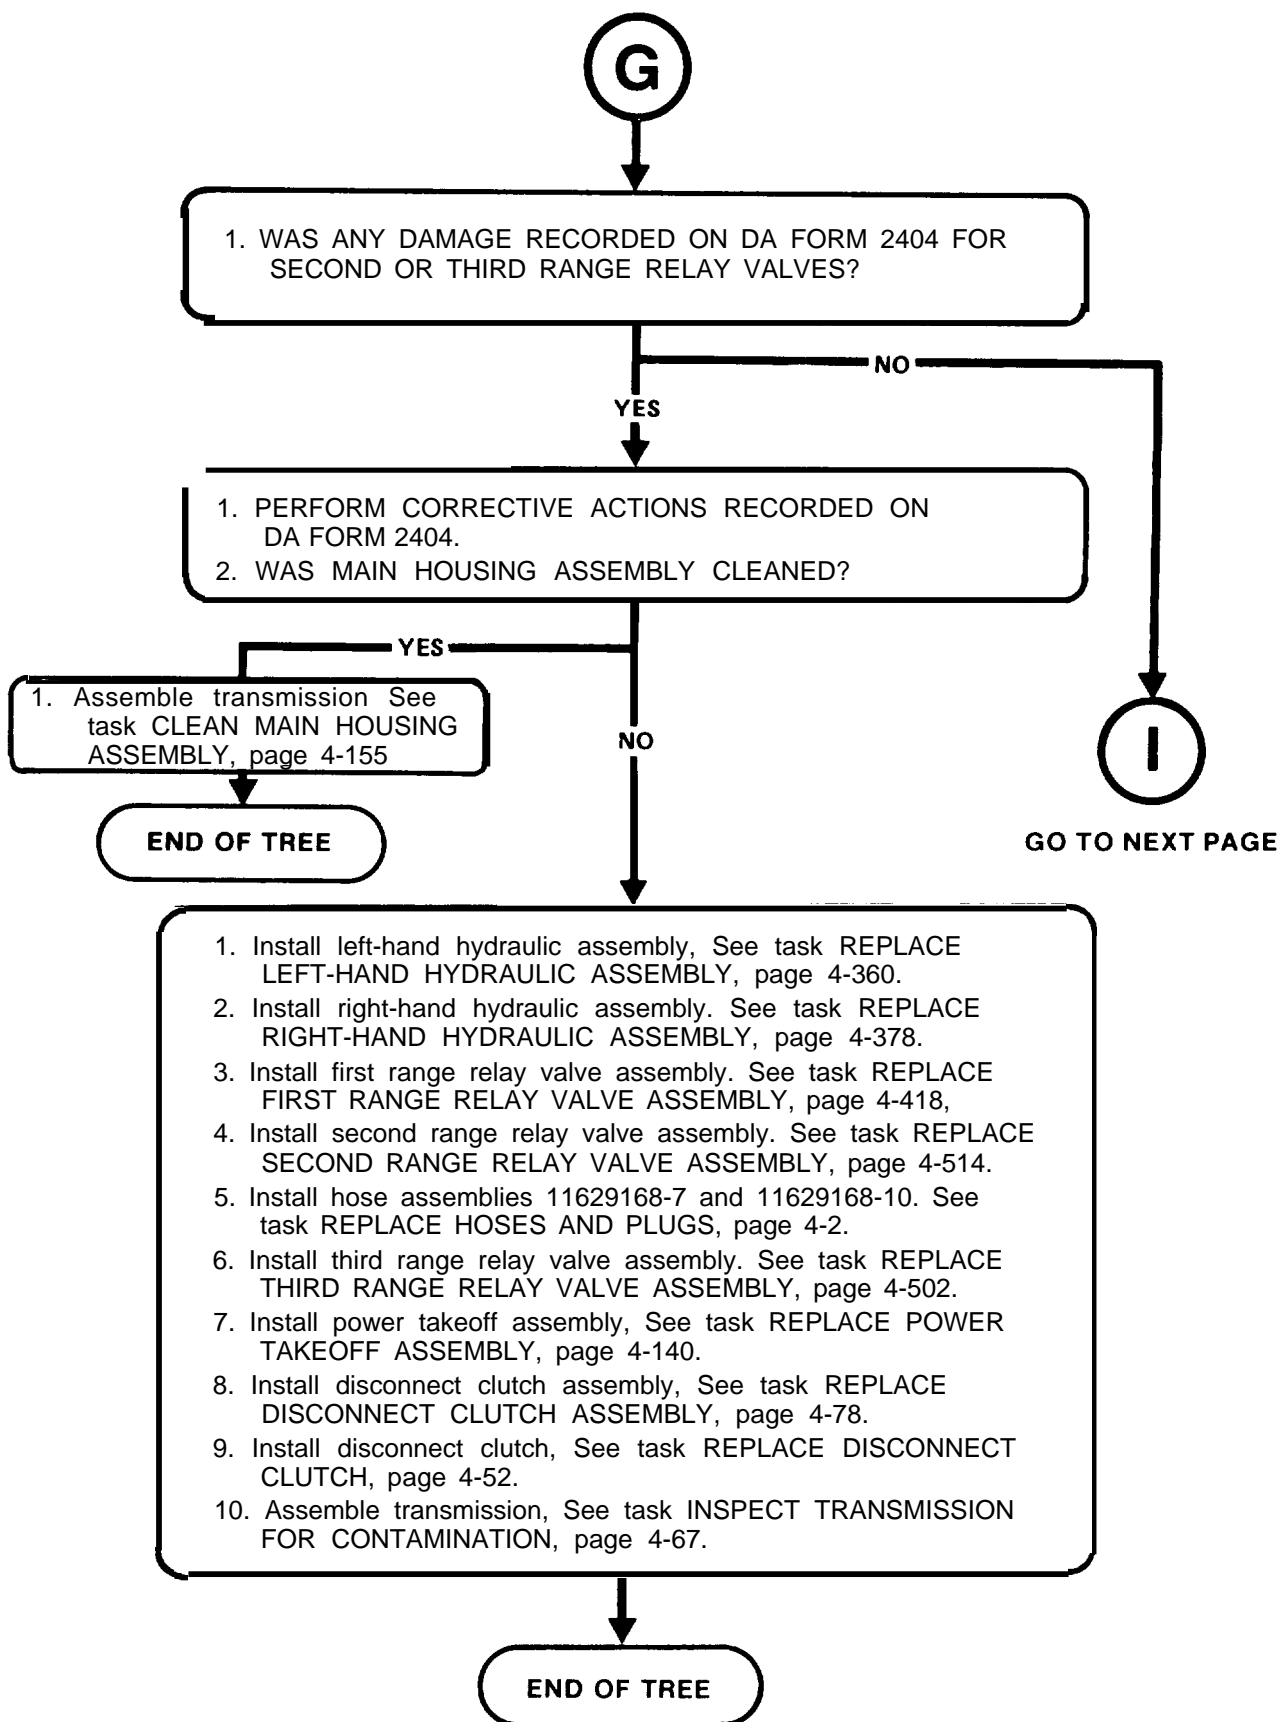 G
1. WAS ANY DAMAGE RECORDED ON DA FORM 2404 FOR
SECOND OR THIRD RANGE RELAY VALVES?
NO
YES
1. PERFORM CORRECTIVE ACTIONS RECORDED ON
DA FORM 2404.
2. WAS MAIN HOUSING ASSEMBLY CLEANED?
YES
1. Assemble transmission See
task CLEAN MAIN HOUSING
ASSEMBLY, page 4-155
NO
I
END OF TREE
GO TO NEXT PAGE
1. Install left-hand hydraulic assembly, See task REPLACE
LEFT-HAND HYDRAULIC ASSEMBLY, page 4-360.
2. Install right-hand hydraulic assembly. See task REPLACE
RIGHT-HAND HYDRAULIC ASSEMBLY, page 4-378.
3. Install first range relay valve assembly. See task REPLACE
FIRST RANGE RELAY VALVE ASSEMBLY, page 4-418,
4. Install second range relay valve assembly. See task REPLACE
SECOND RANGE RELAY VALVE ASSEMBLY, page 4-514.
5. Install hose assemblies 11629168-7 and 11629168-10. See
task REPLACE HOSES AND PLUGS, page 4-2.
6. Install third range relay valve assembly. See task REPLACE
THIRD RANGE RELAY VALVE ASSEMBLY, page 4-502.
7. Install power takeoff assembly, See task REPLACE POWER
TAKEOFF ASSEMBLY, page 4-140.
8. Install disconnect clutch assembly, See task REPLACE
DISCONNECT CLUTCH ASSEMBLY, page 4-78.
9. Install disconnect clutch, See task REPLACE DISCONNECT
CLUTCH, page 4-52.
10. Assemble transmission, See task INSPECT TRANSMISSION
FOR CONTAMINATION, page 4-67.
END OF TREE